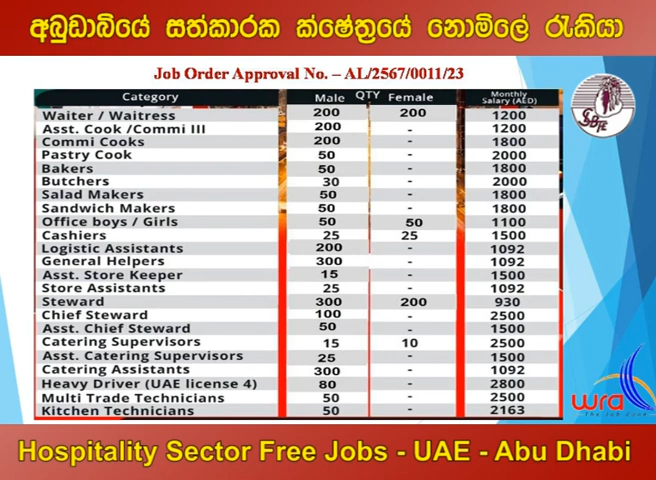 අබුඩාබියේ සත්කාරක ක්ෂේත්‍රයේ නොමිලේ රැකියා
Job Order Approval No. – AL/2567/0011/23
Category Male QTY Female Monthly Salary (AED)
Waiter / Waitress 200 200 1200
Asst. Cook /Commi III 200 - 1200
Commi Cooks 200 - 1800
Pastry Cook 50 - 2000
Bakers 50 - 1800
Butchers 30 - 2000
Salad Makers 50 - 1800
Sandwich Makers 50 - 1800
Office boys / Girls 50 50 1100
Cashiers 25 25 1500
Logistic Assistants 200 - 1092
General Helpers 300 - 1092
Asst. Store Keeper 15 - 1500
Store Assistants 25 - 1092
Steward 300 200 930
Chief Steward 100 - 2500
Asst. Chief Steward 50 - 1500
Catering Supervisors 15 10 2500
Asst. Catering Supervisors 25 - 1500
Catering Assistants 300 - 1092
Heavy Driver (UAE license 4) 80 - 2800
Multi Trade Technicians 50 - 2500
Kitchen Technicians 50 - 2163
SLBFE
wra
The Job Zone
Hospitality Sector Free Jobs - UAE - Abu Dhabi